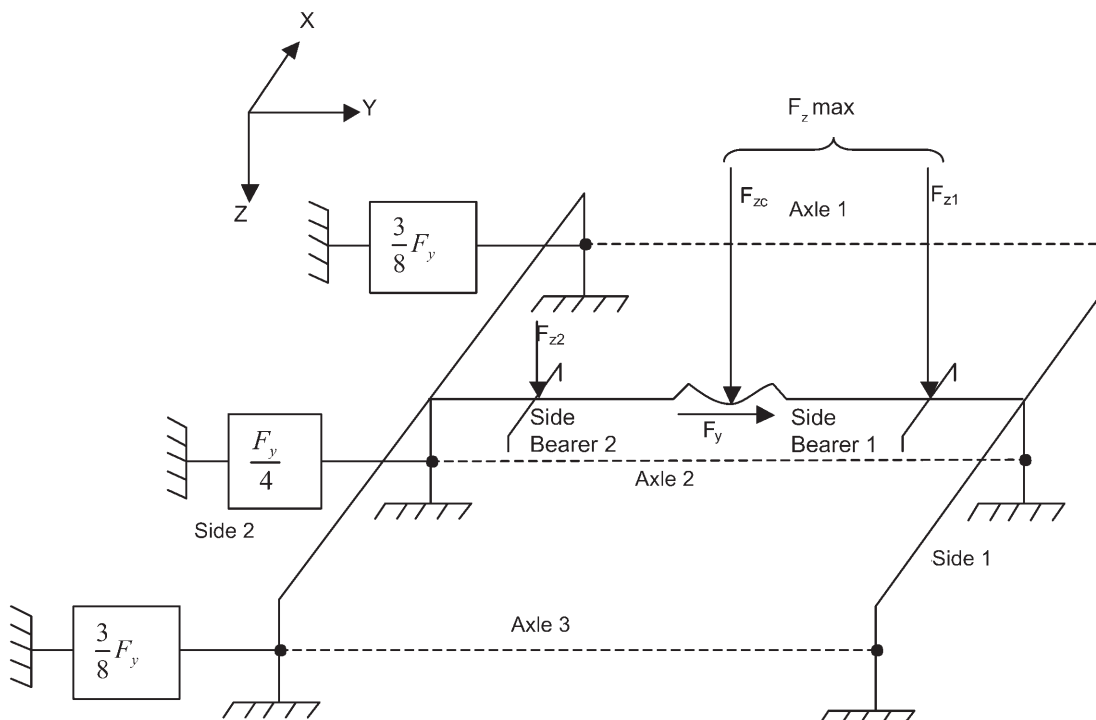 X
Y
Z
F_z max
F_zc
Axle 1
F_z1
3/8 F_y
F_z2
Side
Bearer 2
F_y
Side
Bearer 1
F_y/4
Axle 2
Side 2
Side 1
Axle 3
3/8 F_y